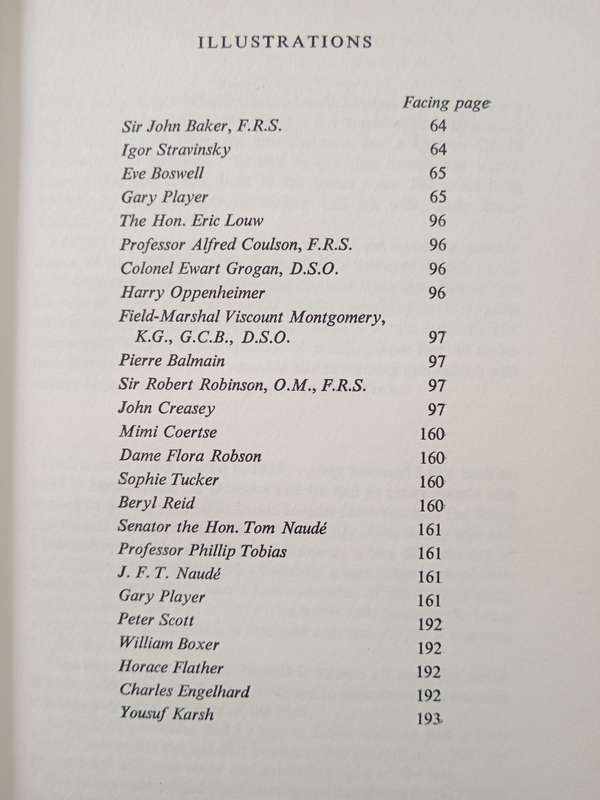 ILLUSTRATIONS
Facing page
Sir John Baker, F.R.S. 64
Igor Stravinsky 64
Eve Boswell 65
Gary Player 65
The Hon. Eric Louw 96
Professor Alfred Coulson, F.R.S. 96
Colonel Ewart Grogan, D.S.O. 96
Harry Oppenheimer 96
Field-Marshal Viscount Montgomery,
K.G., G.C.B., D.S.O. 97
Pierre Balmain 97
Sir Robert Robinson, O.M., F.R.S. 97
John Creasey 97
Mimi Coertse 160
Dame Flora Robson 160
Sophie Tucker 160
Beryl Reid 160
Senator the Hon. Tom Naudé 161
Professor Phillip Tobias 161
J. F. T. Naudé 161
Gary Player 161
Peter Scott 192
William Boxer 192
Horace Flather 192
Charles Engelhard 192
Yousuf Karsh 193